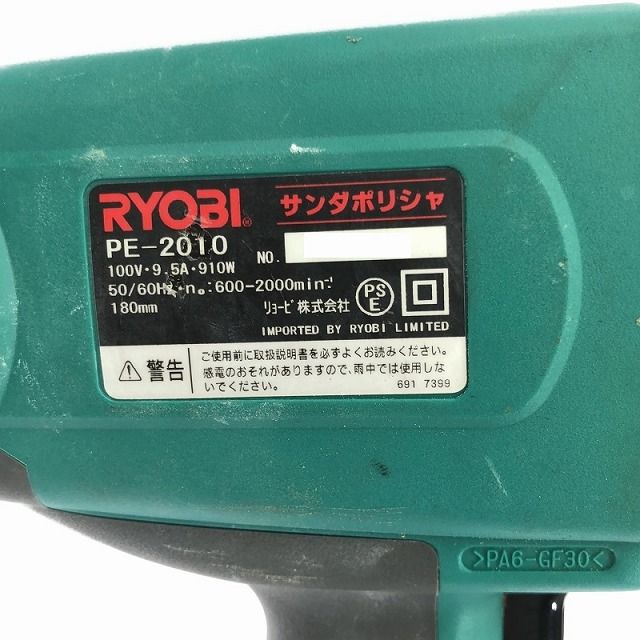 RYOBI® サンダポリシャ
PE-2010 NO.
100V・9.5A・910W
50/60Hz・n₀:600-2000min⁻¹
180mm リョービ株式会社 PSE
IMPORTED BY RYOBI LIMITED
⚠警告 ご使用前に取扱説明書を必ずよくお読みください。
感電のおそれがありますので、雨中では使用しな
いでください。 691 7399
>PA6-GF30<